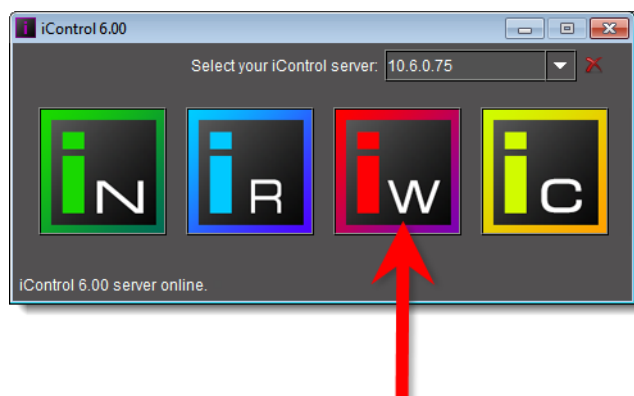 iControl 6.00
Select your iControl server: 10.6.0.75
iN iR iW iC
iControl 6.00 server online.